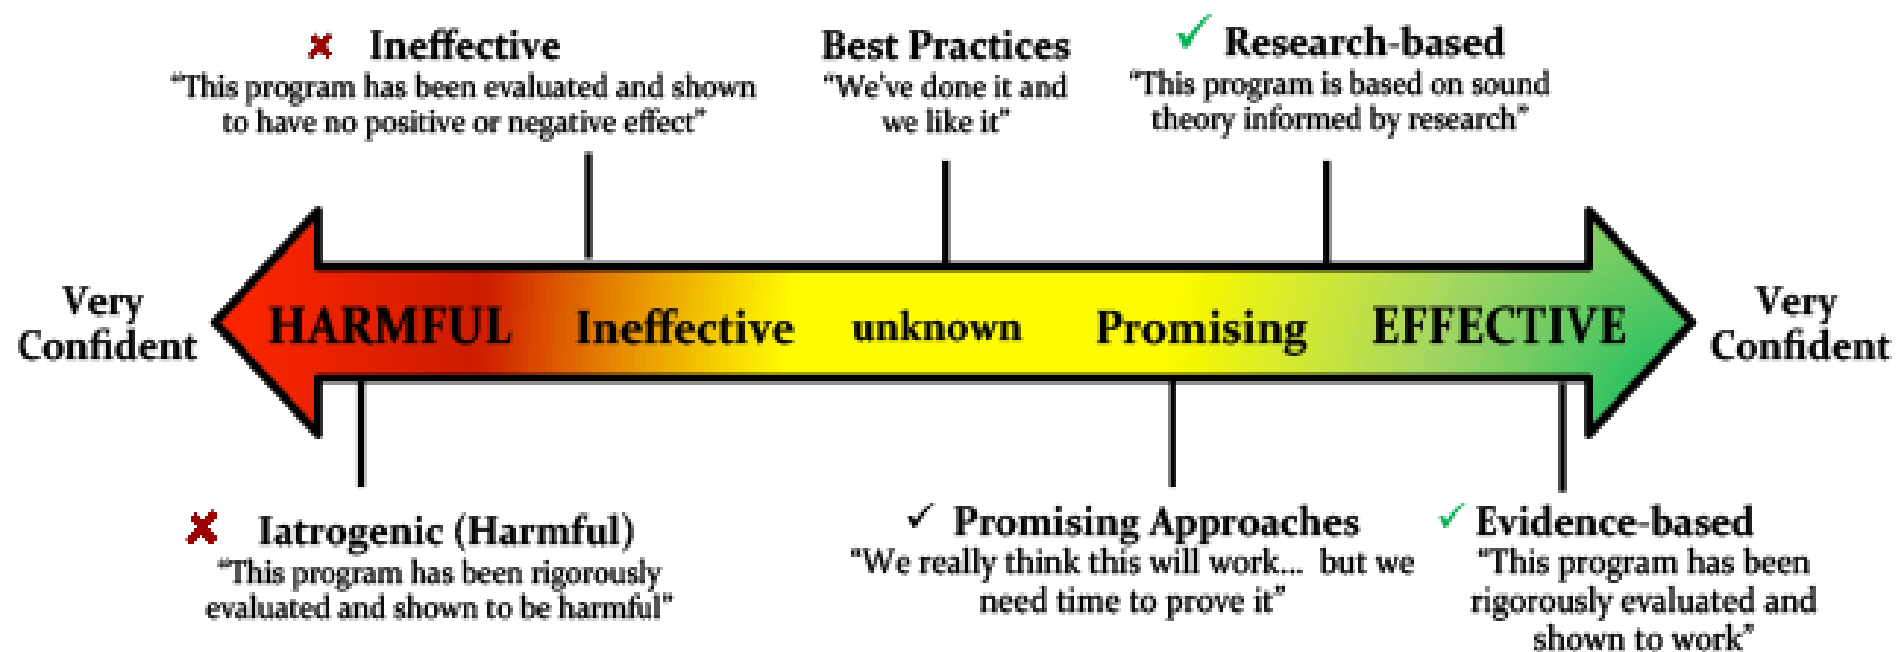 ✗ Ineffective
“This program has been evaluated and shown
to have no positive or negative effect”
Best Practices
“We’ve done it and
we like it”
✓ Research-based
“This program is based on sound
theory informed by research”
Very
Confident
HARMFUL Ineffective unknown Promising EFFECTIVE
Very
Confident
✗ Iatrogenic (Harmful)
“This program has been rigorously
evaluated and shown to be harmful”
✓ Promising Approaches
“We really think this will work... but we
need time to prove it”
✓ Evidence-based
“This program has been
rigorously evaluated and
shown to work”